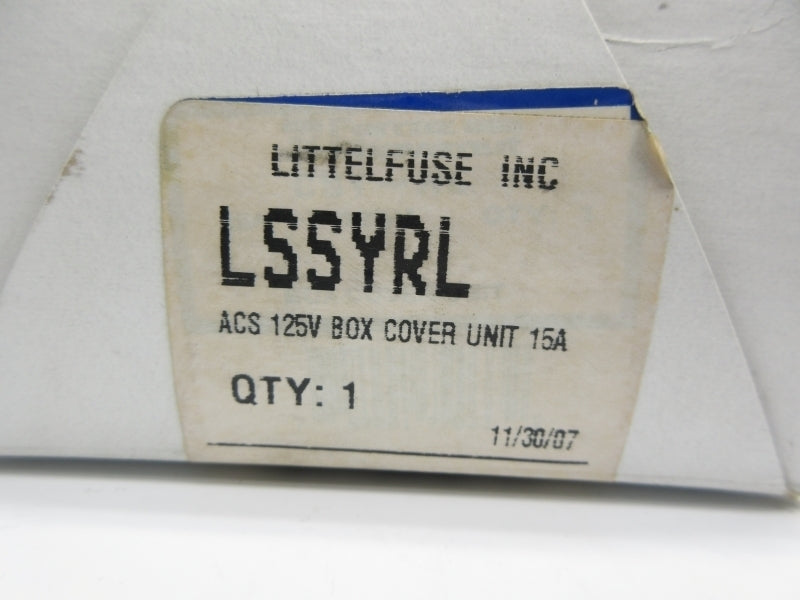 LITTELFUSE INC
LSSYRL
ACS 125V BOX COVER UNIT 15A
QTY: 1
11/30/07